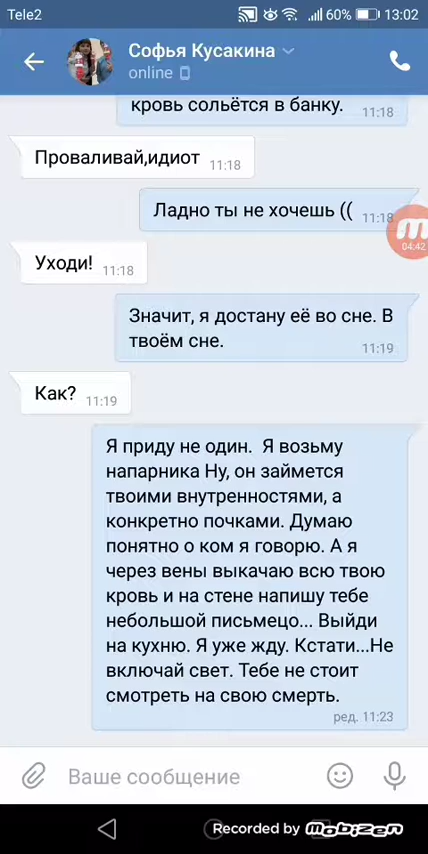 Tele2 60% 13:02
Софья Кусакина
online
кровь сольётся в банку. 11:18
Проваливай,идиот 11:18
Ладно ты не хочешь (( 11:18
m
04:42
Уходи! 11:18
Значит, я достану её во сне. В
твоём сне.
11:19
Как? 11:19
Я приду не один. Я возьму
напарника Ну, он займется
твоими внутренностями, а
конкретно почками. Думаю
понятно о ком я говорю. А я
через вены выкачаю всю твою
кровь и на стене напишу тебе
небольшой письмецо... Выйди
на кухню. Я уже жду. Кстати...Не
включай свет. Тебе не стоит
смотреть на свою смерть.
ред. 11:23
Ваше сообщение
Recorded by mobizen